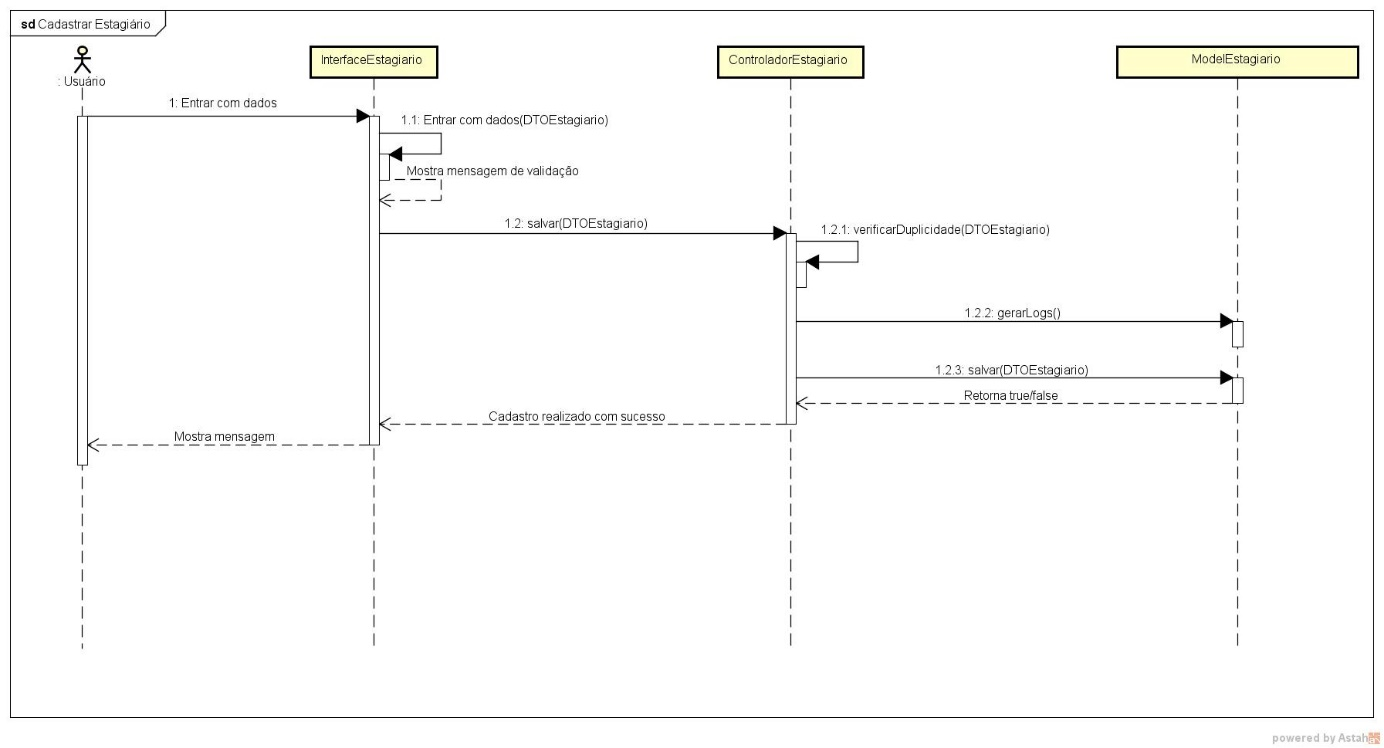 sd Cadastrar Estagiário
: Usuário
InterfaceEstagiario
ControladorEstagiario
ModelEstagiario
1: Entrar com dados
1.1: Entrar com dados(DTOEstagiario)
Mostra mensagem de validação
1.2: salvar(DTOEstagiario)
1.2.1: verificarDuplicidade(DTOEstagiario)
1.2.2: gerarLogs()
1.2.3: salvar(DTOEstagiario)
Retorna true/false
Cadastro realizado com sucesso
Mostra mensagem
powered by Astah